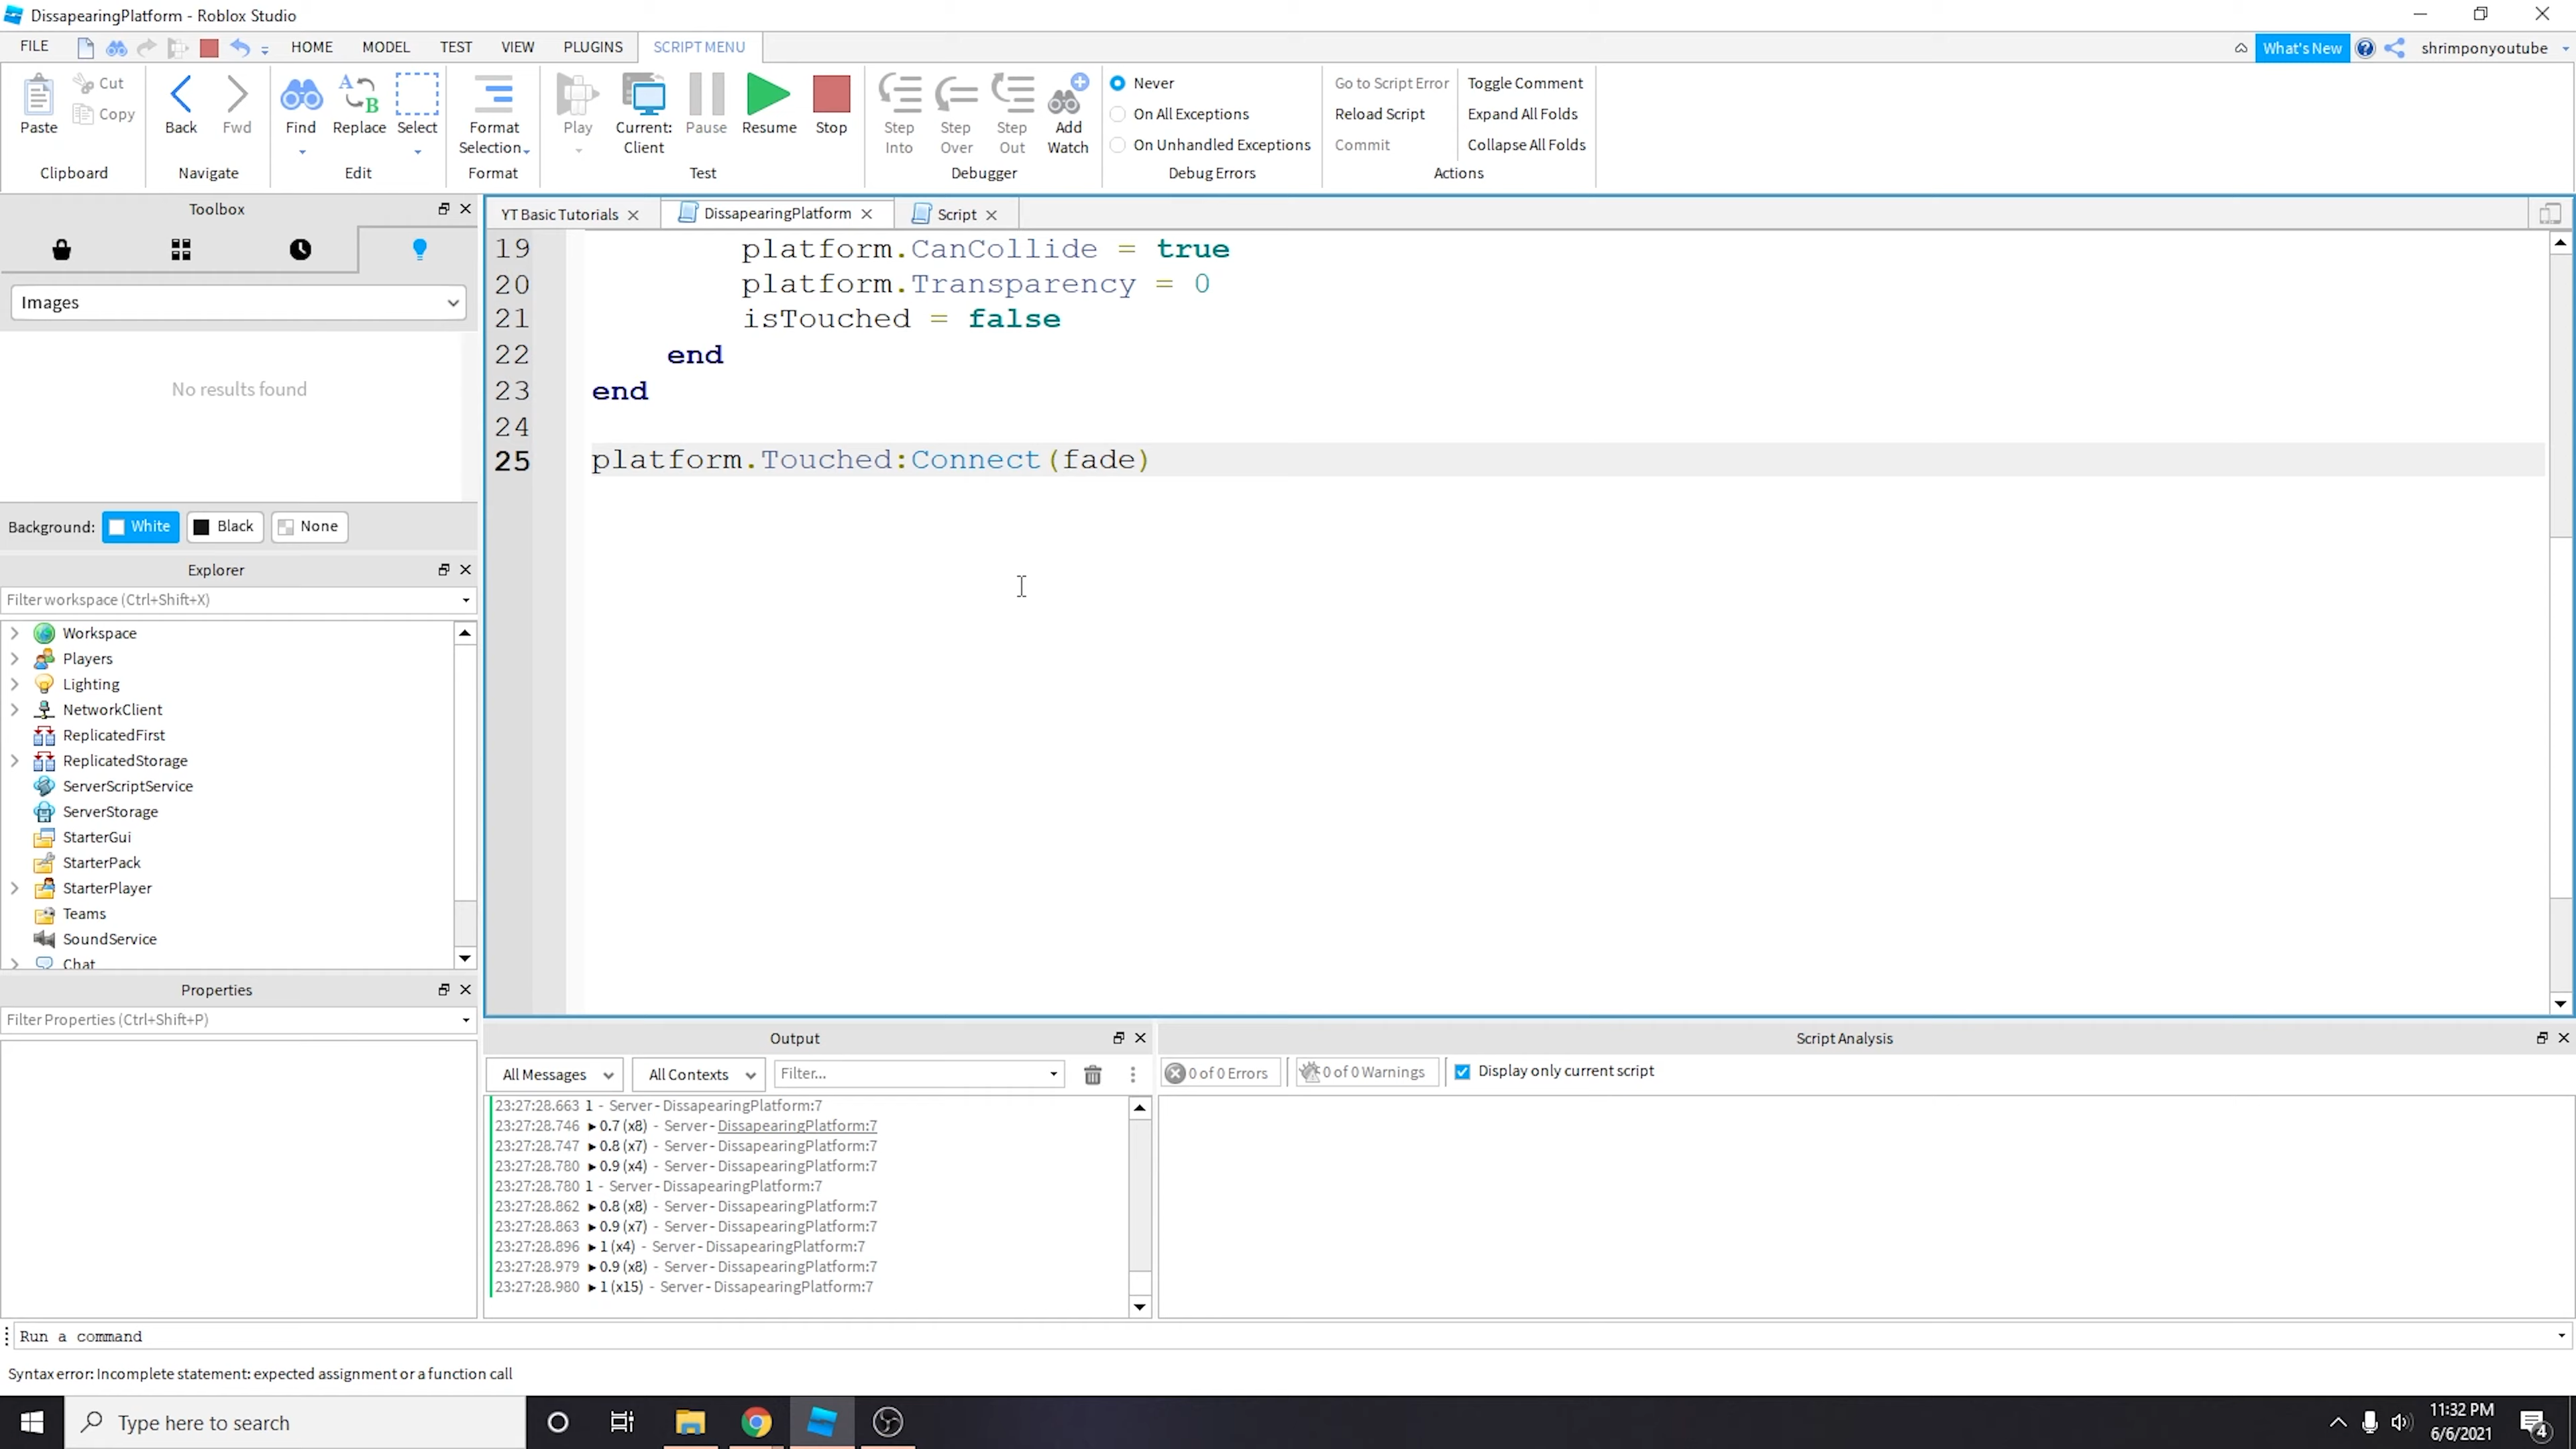 DissapearingPlatform - Roblox Studio
FILE HOME MODEL TEST VIEW PLUGINS SCRIPT MENU What's New shrimponyoutube
Paste Cut Copy Clipboard
Back Fwd Navigate
Find Replace Select Edit
Format Selection Format
Play Current: Client Pause Resume Stop Test
Step Into Step Over Step Out Add Watch Debugger
Never
On All Exceptions
On Unhandled Exceptions
Debug Errors
Go to Script Error Toggle Comment
Reload Script Expand All Folds
Commit Collapse All Folds
Actions
Toolbox
Images
No results found
Background: White Black None
YT Basic Tutorials DissapearingPlatform Script
19 platform.CanCollide = true
20 platform.Transparency = 0
21 isTouched = false
22 end
23 end
24
25 platform.Touched:Connect(fade)
Explorer
Filter workspace (Ctrl+Shift+X)
Workspace
Players
Lighting
NetworkClient
ReplicatedFirst
ReplicatedStorage
ServerScriptService
ServerStorage
StarterGui
StarterPack
StarterPlayer
Teams
SoundService
Chat
Properties
Filter Properties (Ctrl+Shift+P)
Output
All Messages All Contexts Filter...
23:27:28.663 1 - Server - DissapearingPlatform:7
23:27:28.746 ▶ 0.7 (x8) - Server - DissapearingPlatform:7
23:27:28.747 ▶ 0.8 (x7) - Server - DissapearingPlatform:7
23:27:28.780 ▶ 0.9 (x4) - Server - DissapearingPlatform:7
23:27:28.780 1 - Server - DissapearingPlatform:7
23:27:28.862 ▶ 0.8 (x8) - Server - DissapearingPlatform:7
23:27:28.863 ▶ 0.9 (x7) - Server - DissapearingPlatform:7
23:27:28.896 ▶ 1 (x4) - Server - DissapearingPlatform:7
23:27:28.979 ▶ 0.9 (x8) - Server - DissapearingPlatform:7
23:27:28.980 ▶ 1 (x15) - Server - DissapearingPlatform:7
Script Analysis
0 of 0 Errors 0 of 0 Warnings Display only current script
Run a command
Syntax error: Incomplete statement: expected assignment or a function call
Type here to search
11:32 PM
6/6/2021
4